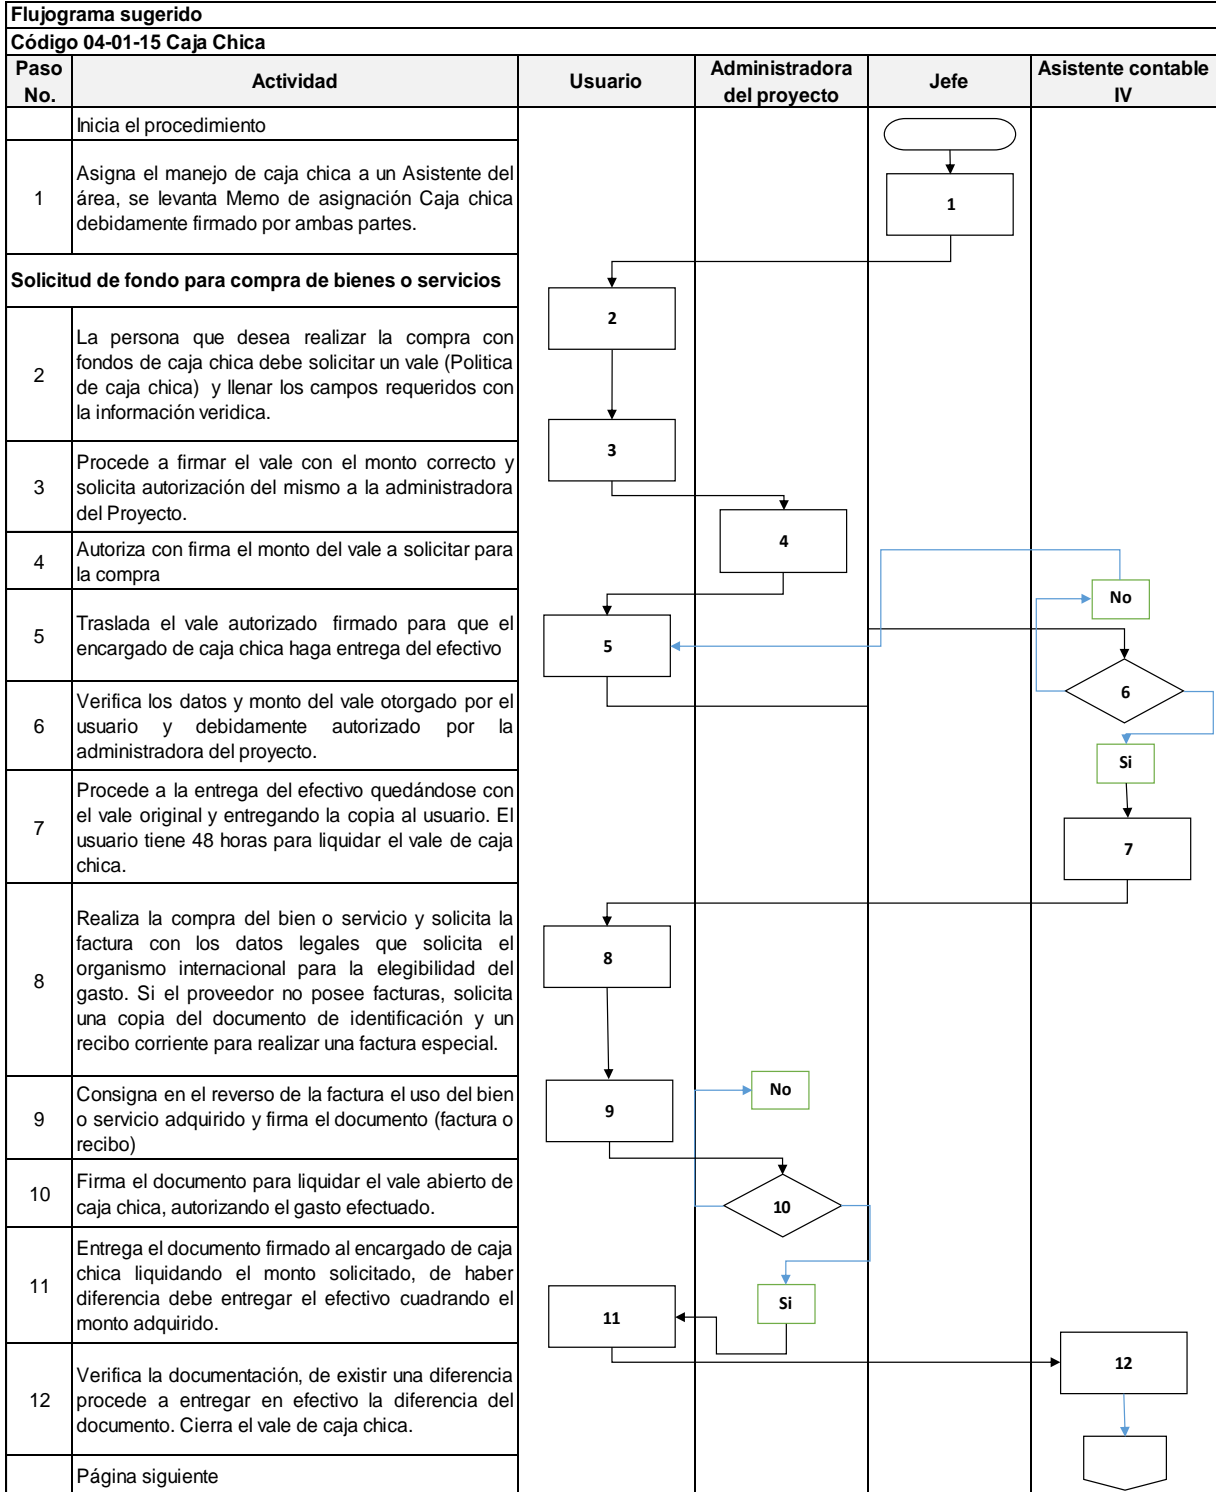 Flujograma sugerido
Código 04-01-15 Caja Chica
Paso No.
Actividad
Usuario
Administradora del proyecto
Jefe
Asistente contable IV
Inicia el procedimiento
1
Asigna el manejo de caja chica a un Asistente del
área, se levanta Memo de asignación Caja chica
debidamente firmado por ambas partes.
1
Solicitud de fondo para compra de bienes o servicios
2
2
La persona que desea realizar la compra con
fondos de caja chica debe solicitar un vale (Politica
de caja chica) y llenar los campos requeridos con
la información veridica.
3
3
Procede a firmar el vale con el monto correcto y
solicita autorización del mismo a la administradora
del Proyecto.
4
4
Autoriza con firma el monto del vale a solicitar para
la compra
No
5
Traslada el vale autorizado firmado para que el
encargado de caja chica haga entrega del efectivo
5
6
Verifica los datos y monto del vale otorgado por el
usuario y debidamente autorizado por la
administradora del proyecto.
6
Si
7
Procede a la entrega del efectivo quedándose con
el vale original y entregando la copia al usuario. El
usuario tiene 48 horas para liquidar el vale de caja
chica.
7
8
Realiza la compra del bien o servicio y solicita la
factura con los datos legales que solicita el
organismo internacional para la elegibilidad del
gasto. Si el proveedor no posee facturas, solicita
una copia del documento de identificación y un
recibo corriente para realizar una factura especial.
8
9
Consigna en el reverso de la factura el uso del bien
o servicio adquirido y firma el documento (factura o
recibo)
9
No
10
Firma el documento para liquidar el vale abierto de
caja chica, autorizando el gasto efectuado.
10
11
Entrega el documento firmado al encargado de caja
chica liquidando el monto solicitado, de haber
diferencia debe entregar el efectivo cuadrando el
monto adquirido.
11
Si
12
Verifica la documentación, de existir una diferencia
procede a entregar en efectivo la diferencia del
documento. Cierra el vale de caja chica.
12
Página siguiente